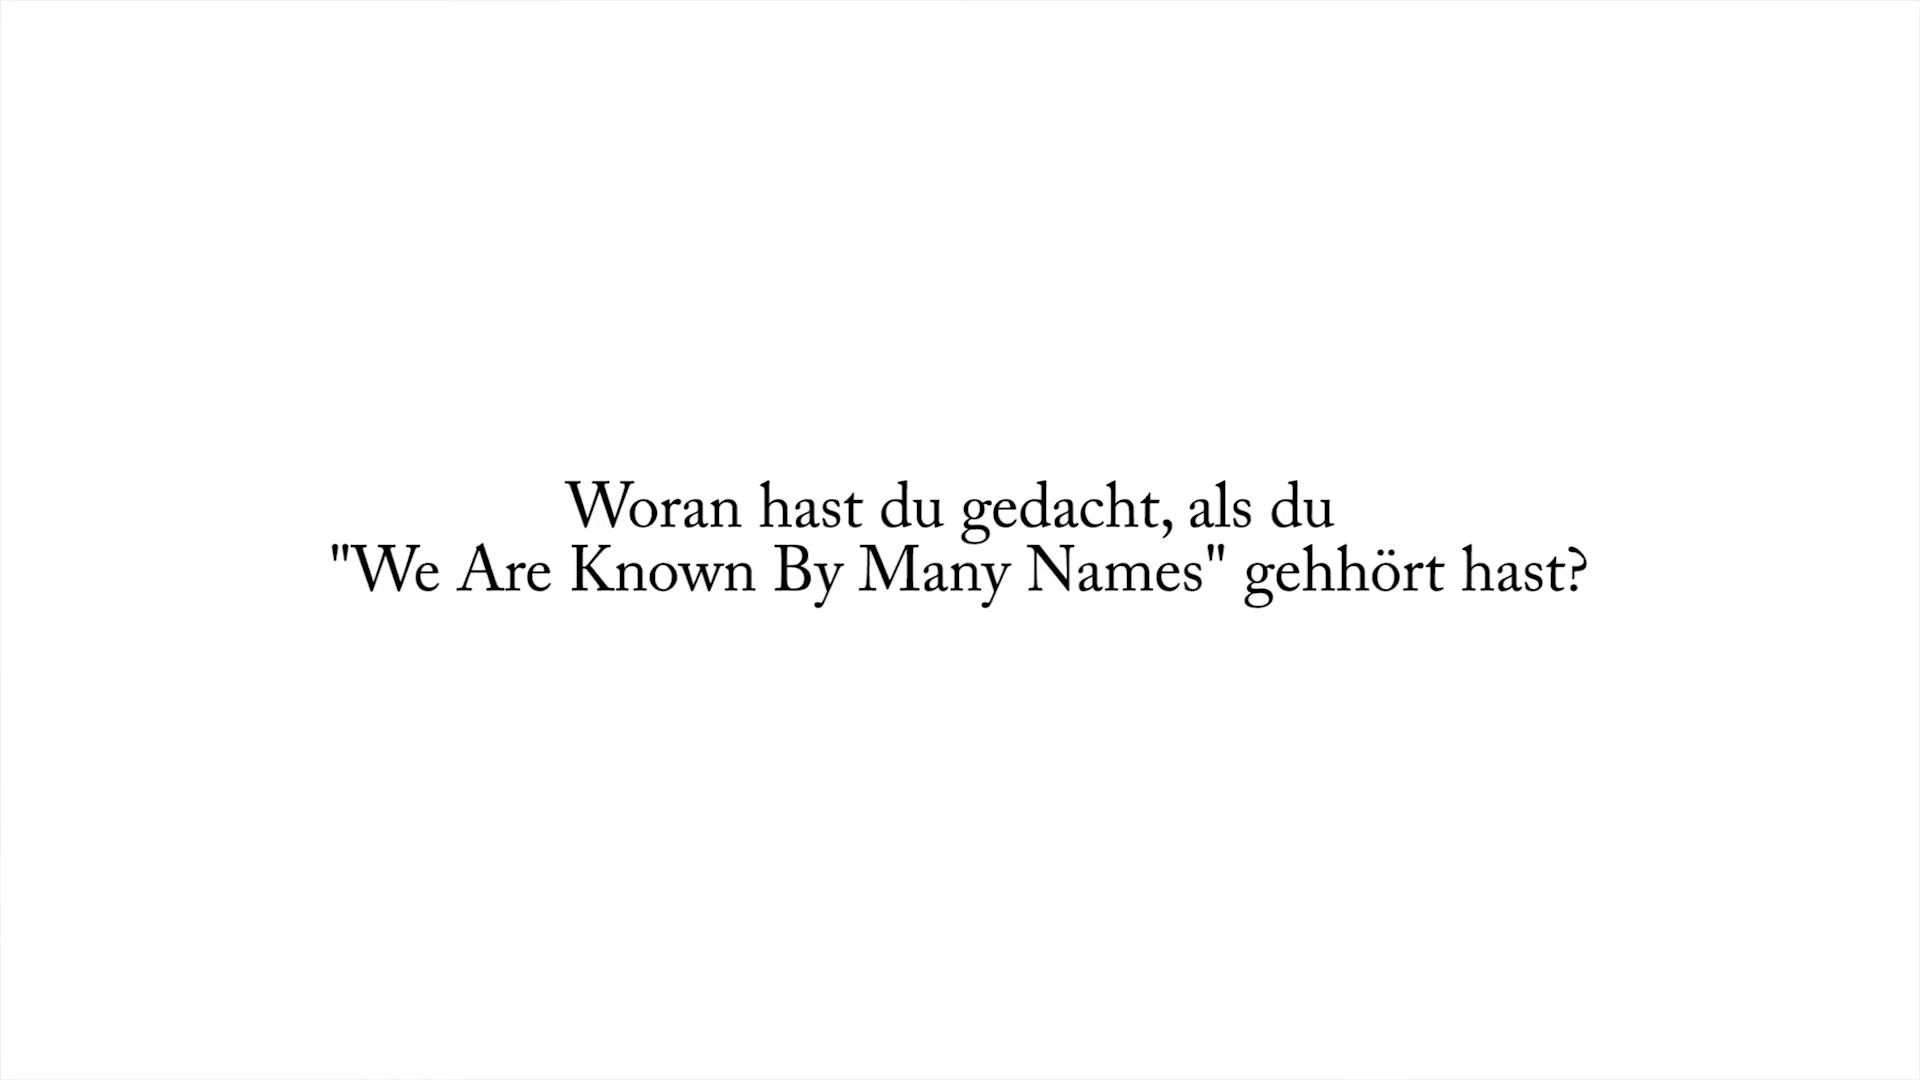 Woran hast du gedacht, als du
"We Are Known By Many Names" gehhört hast?